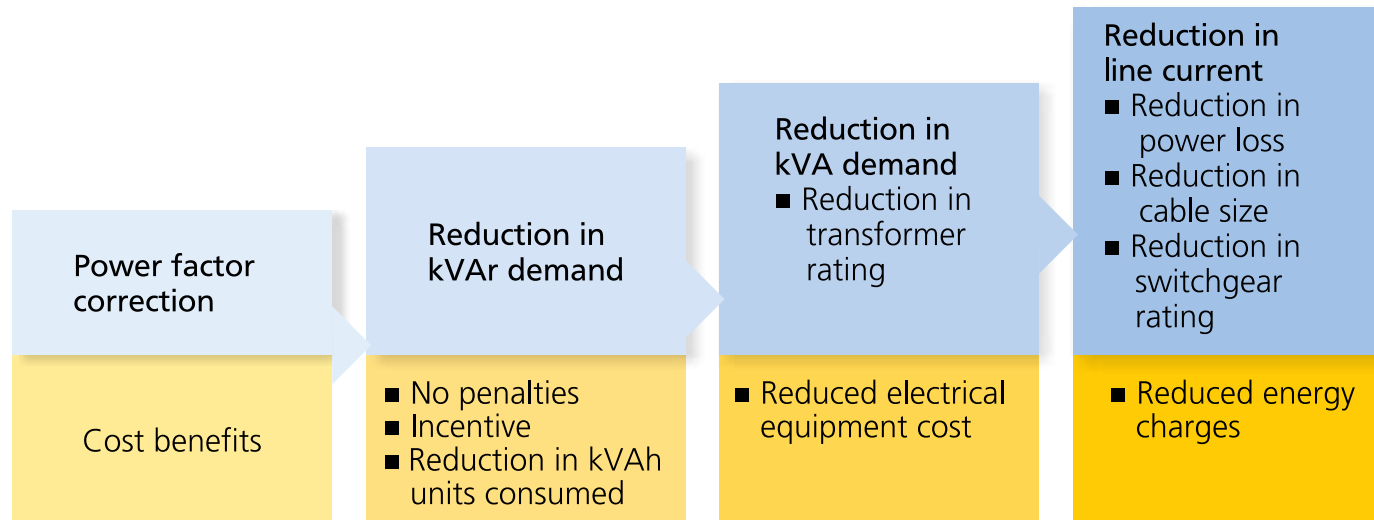 Power factor
correction
Cost benefits
Reduction in
kVAr demand
■ No penalties
■ Incentive
■ Reduction in kVAh
units consumed
Reduction in
kVA demand
■ Reduction in
transformer
rating
■ Reduced electrical
equipment cost
Reduction in
line current
■ Reduction in
power loss
■ Reduction in
cable size
■ Reduction in
switchgear
rating
■ Reduced energy
charges